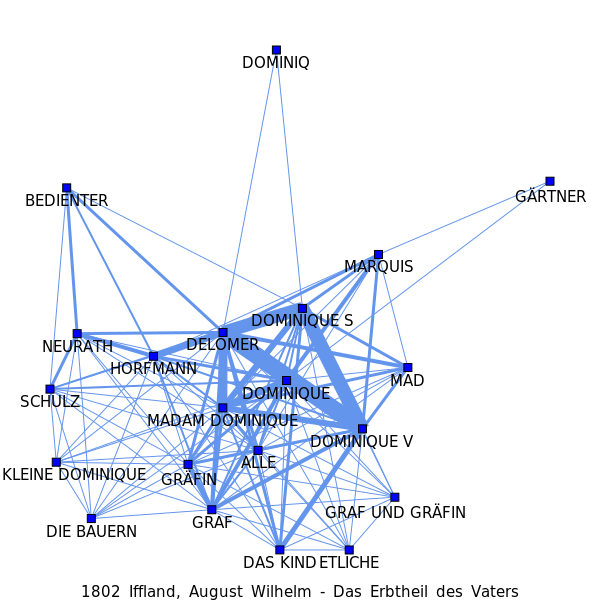 DOMINIQ
BEDIENTER
GÄRTNER
MARQUIS
DOMINIQUE S
DELOMER
NEURATH
HORFMANN
MAD
DOMINIQUE
SCHULZ
MADAM DOMINIQUE
DOMINIQUE V
ALLE
KLEINE DOMINIQUE
GRÄFIN
GRAF UND GRÄFIN
GRAF
DIE BAUERN
DAS KIND
ETLICHE
1802 Iffland, August Wilhelm - Das Erbtheil des Vaters